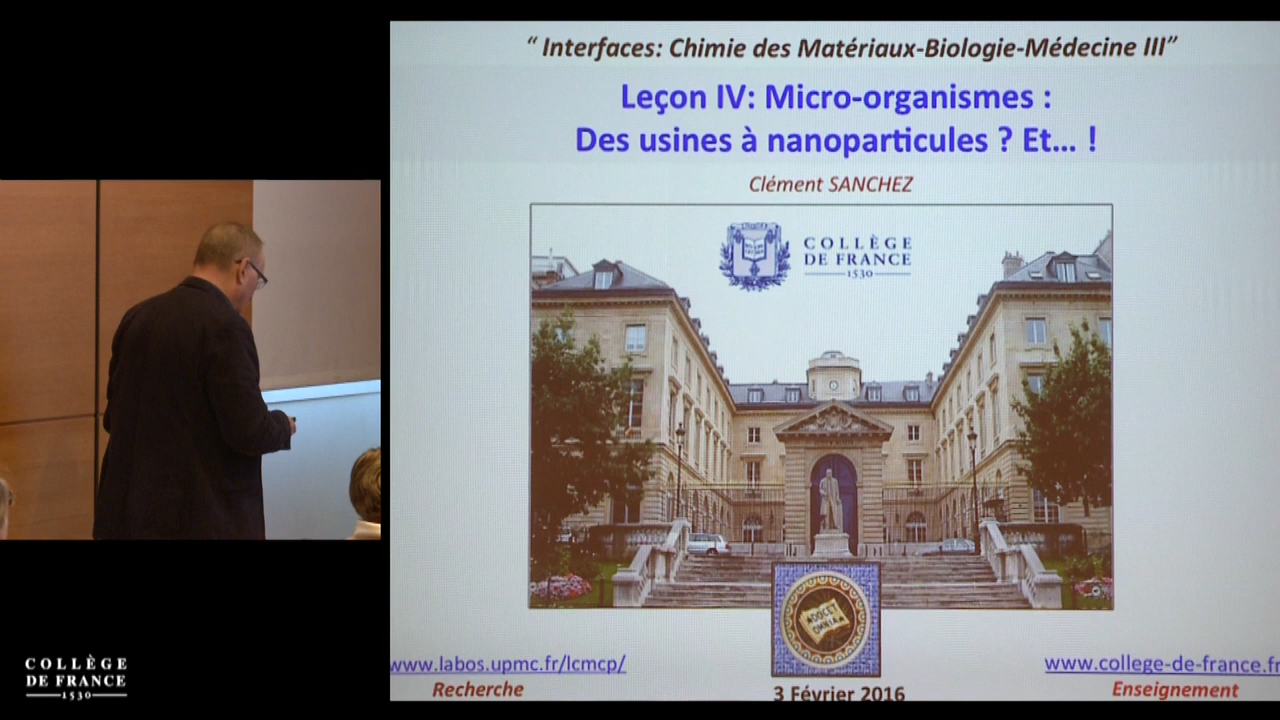 “ Interfaces: Chimie des Matériaux-Biologie-Médecine III”
Leçon IV: Micro-organismes :
Des usines à nanoparticules ? Et... !
Clément SANCHEZ
COLLÈGE
DE FRANCE
1530
DOCET
OMNIA
www.labos.upmc.fr/lcmcp/
Recherche
3 Février 2016
www.college-de-france.fr
Enseignement
COLLÈGE
DE FRANCE
1530